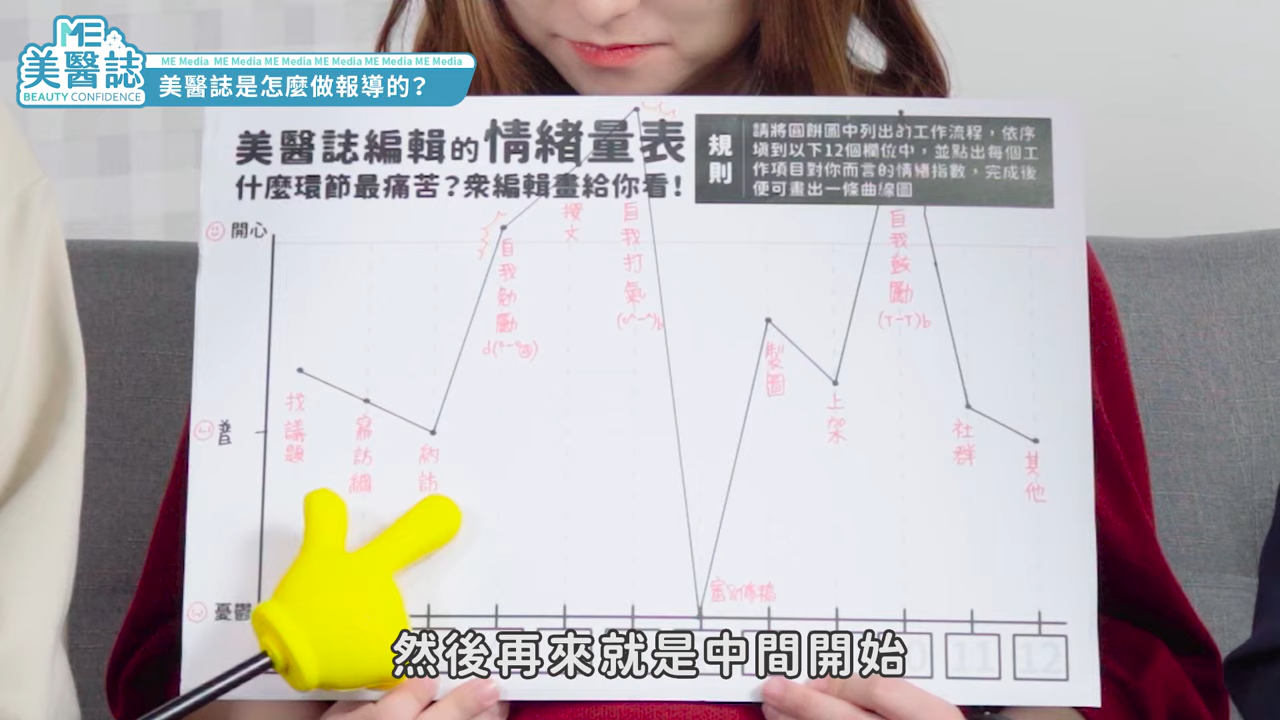 ME
美醫誌
BEAUTY CONFIDENCE
ME Media ME Media ME Media ME Media ME Media ME Media
美醫誌是怎麼做報導的？
美醫誌編輯的情緒量表
什麼環節最痛苦？眾編輯畫給你看！
規則
請將圓餅圖中列出的工作流程，依序
填到以下12個欄位中，並點出每個工
作項目對你而言的情緒指數，完成後
便可畫出一條曲線圖
開心
普
憂鬱
找議題
寫訪綱
約訪
自我勉勵
撰文
自我打氣
審&修稿
製圖
上架
自我鼓勵
(T-T)b
社群
其他
11
12
然後再來就是中間開始